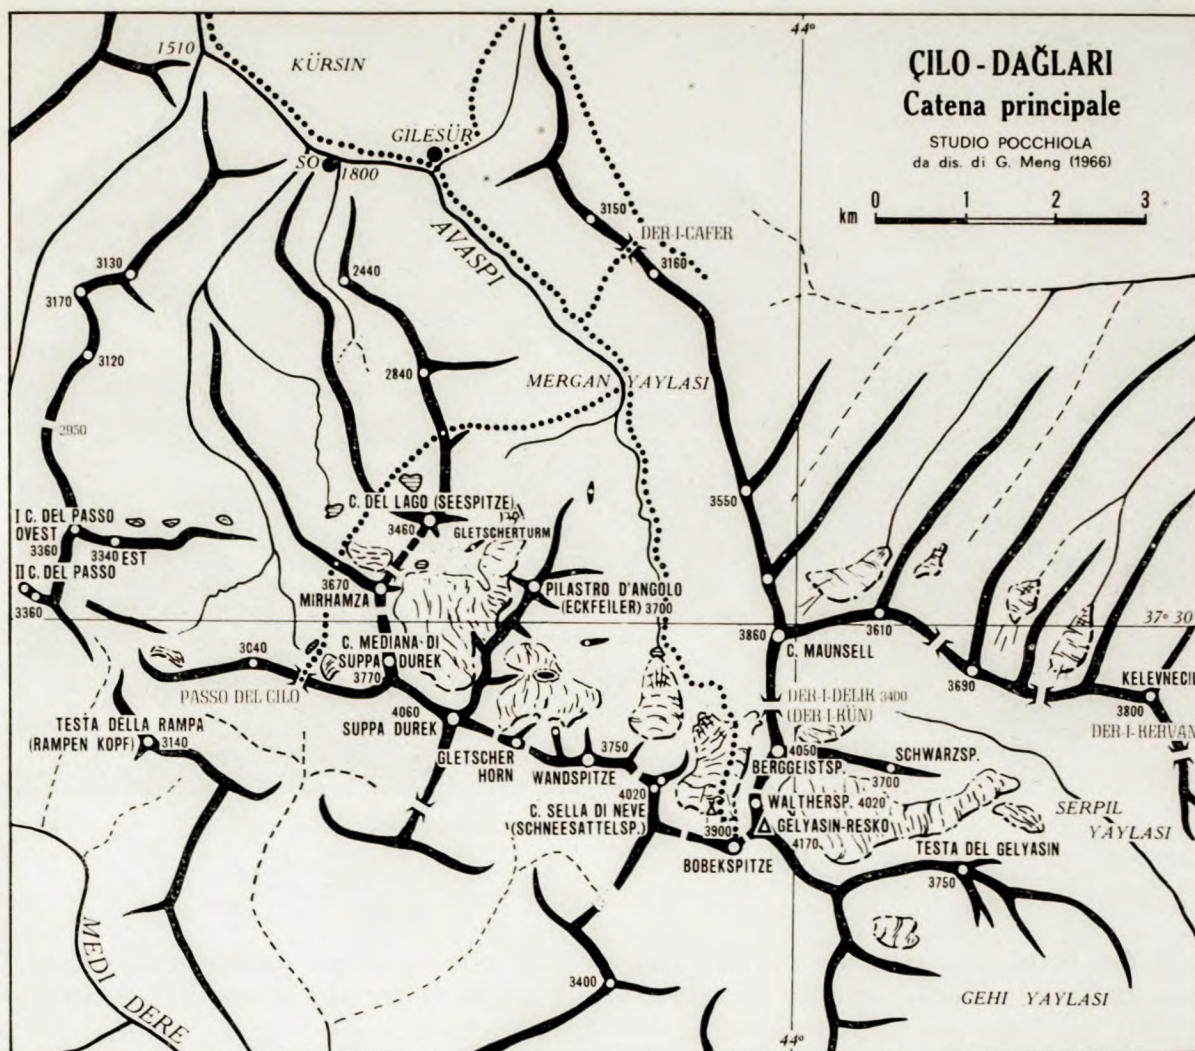 44º
ÇILO - DAĞLARI
Catena principale
STUDIO POCCHIOLA
da dis. di G. Meng (1966)
km
0 1 2 3
1510
KÜRSIN
GILESÜR
SO
1800
AVASPI
3150
DER-I-CAFER
3160
3130
3170
2440
3120
2840
MERGAN YAYLASI
2950
3550
C. DEL LAGO (SEESPITZE)
3460
GLETSCHERTURM
I C. DEL PASSO
OVEST
3360
3340 EST
II C. DEL PASSO
3360
3670
MIRHAMZA
PILASTRO D'ANGOLO
(ECKFEILER) 3700
3610
37º 30
3860
C. MAUNSELL
C. MEDIANA DI
SUPPA DUREK
3770
3040
PASSO DEL CILO
3690
KELEVNECIL
3800
DER-I-DELIK 3400
(DER-I-RÜN)
DER-I-KERVAN
4060
SUPPA DUREK
TESTA DELLA RAMPA
(RAMPEN KOPF)
3140
GLETSCHER
HORN
3750
WANDSPITZE
4050
BERGGEISTSP.
SCHWARZSP.
3700
4020
C. SELLA DI NEVE
(SCHNEESATTELSP.)
WALTHERSP. 4020
GELYASIN-RESKO
4170
3900
BOBEKSPITZE
SERPIL
YAYLASI
TESTA DEL GELYASIN
3750
MEDI DERE
3400
GEHI YAYLASI
44º